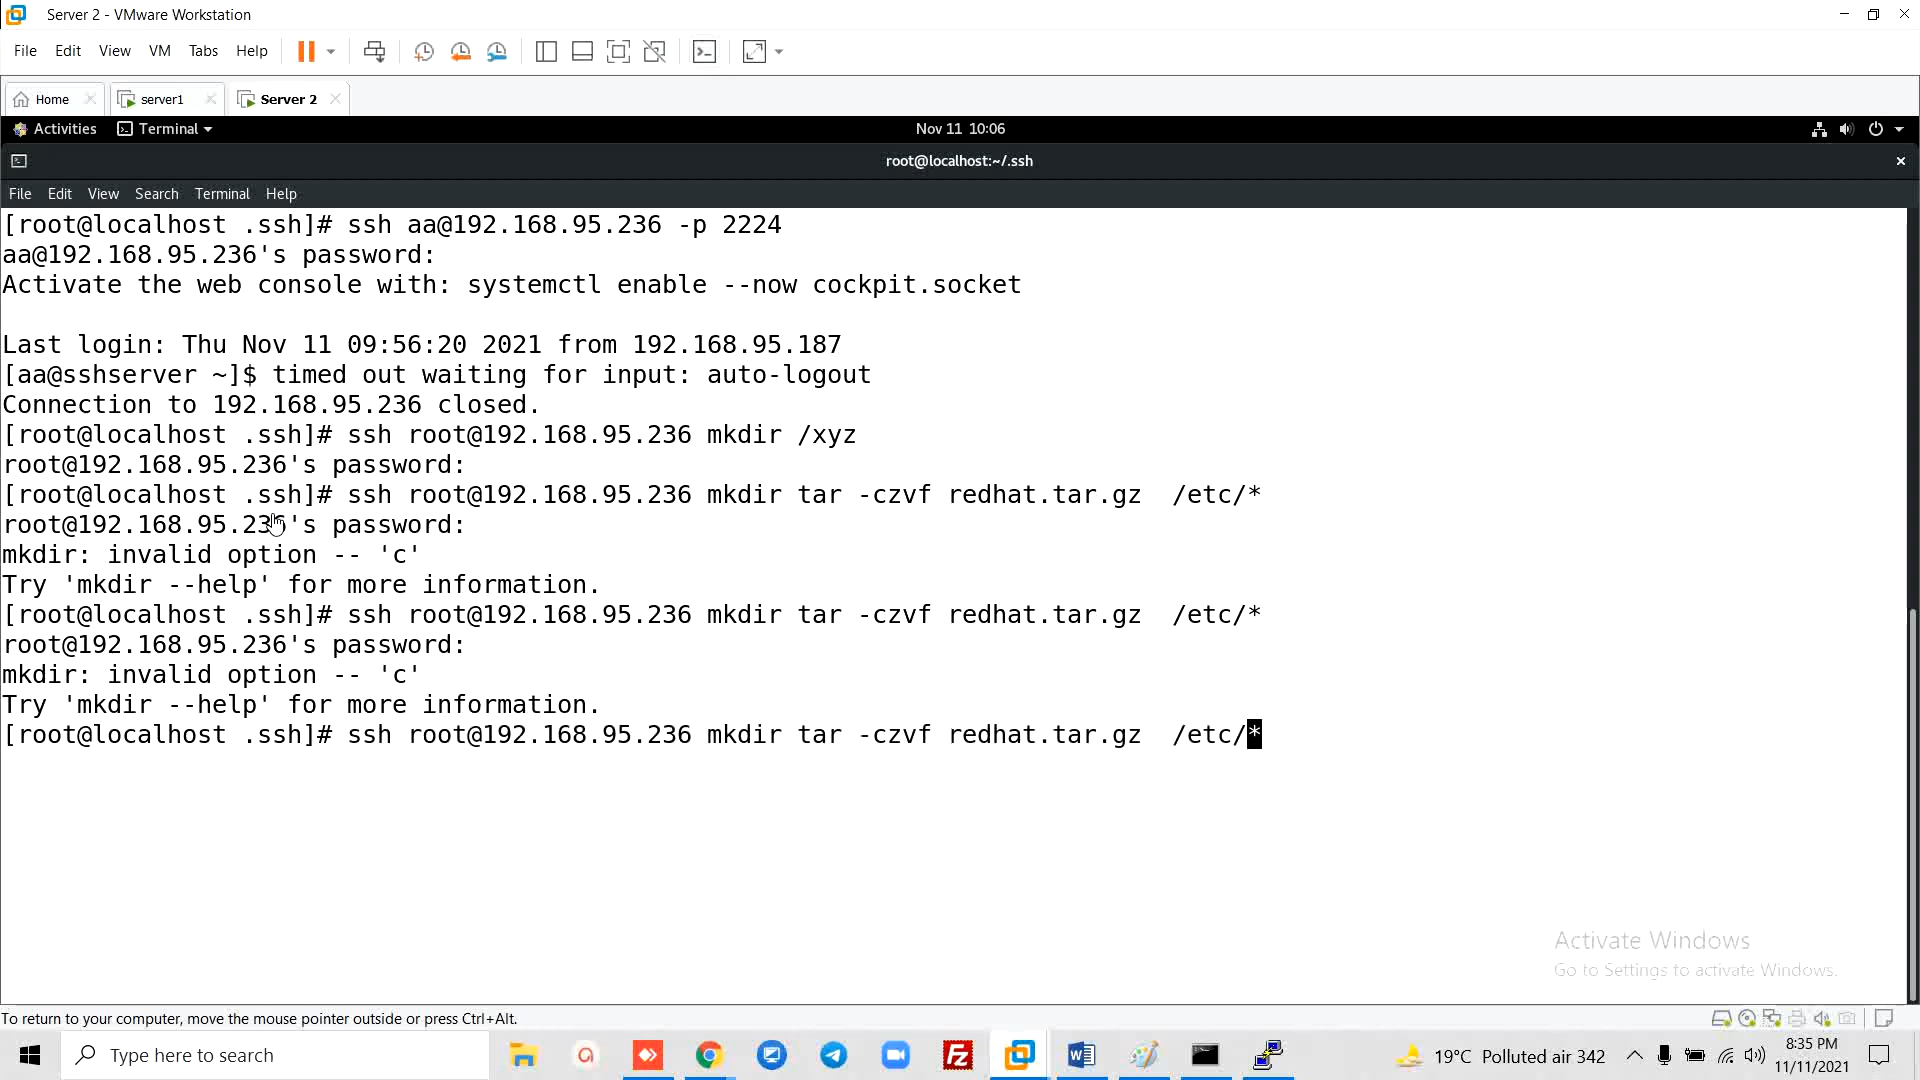 Server 2 - VMware Workstation
File Edit View VM Tabs Help
Home server1 Server 2
Activities Terminal Nov 11 10:06
root@localhost:~/.ssh
File Edit View Search Terminal Help
[root@localhost .ssh]# ssh aa@192.168.95.236 -p 2224
aa@192.168.95.236's password:
Activate the web console with: systemctl enable --now cockpit.socket
Last login: Thu Nov 11 09:56:20 2021 from 192.168.95.187
[aa@sshserver ~]$ timed out waiting for input: auto-logout
Connection to 192.168.95.236 closed.
[root@localhost .ssh]# ssh root@192.168.95.236 mkdir /xyz
root@192.168.95.236's password:
[root@localhost .ssh]# ssh root@192.168.95.236 mkdir tar -czvf redhat.tar.gz  /etc/*
root@192.168.95.236's password:
mkdir: invalid option -- 'c'
Try 'mkdir --help' for more information.
[root@localhost .ssh]# ssh root@192.168.95.236 mkdir tar -czvf redhat.tar.gz  /etc/*
root@192.168.95.236's password:
mkdir: invalid option -- 'c'
Try 'mkdir --help' for more information.
[root@localhost .ssh]# ssh root@192.168.95.236 mkdir tar -czvf redhat.tar.gz  /etc/*
Activate Windows
Go to Settings to activate Windows.
To return to your computer, move the mouse pointer outside or press Ctrl+Alt.
Type here to search
19°C Polluted air 342
8:35 PM
11/11/2021